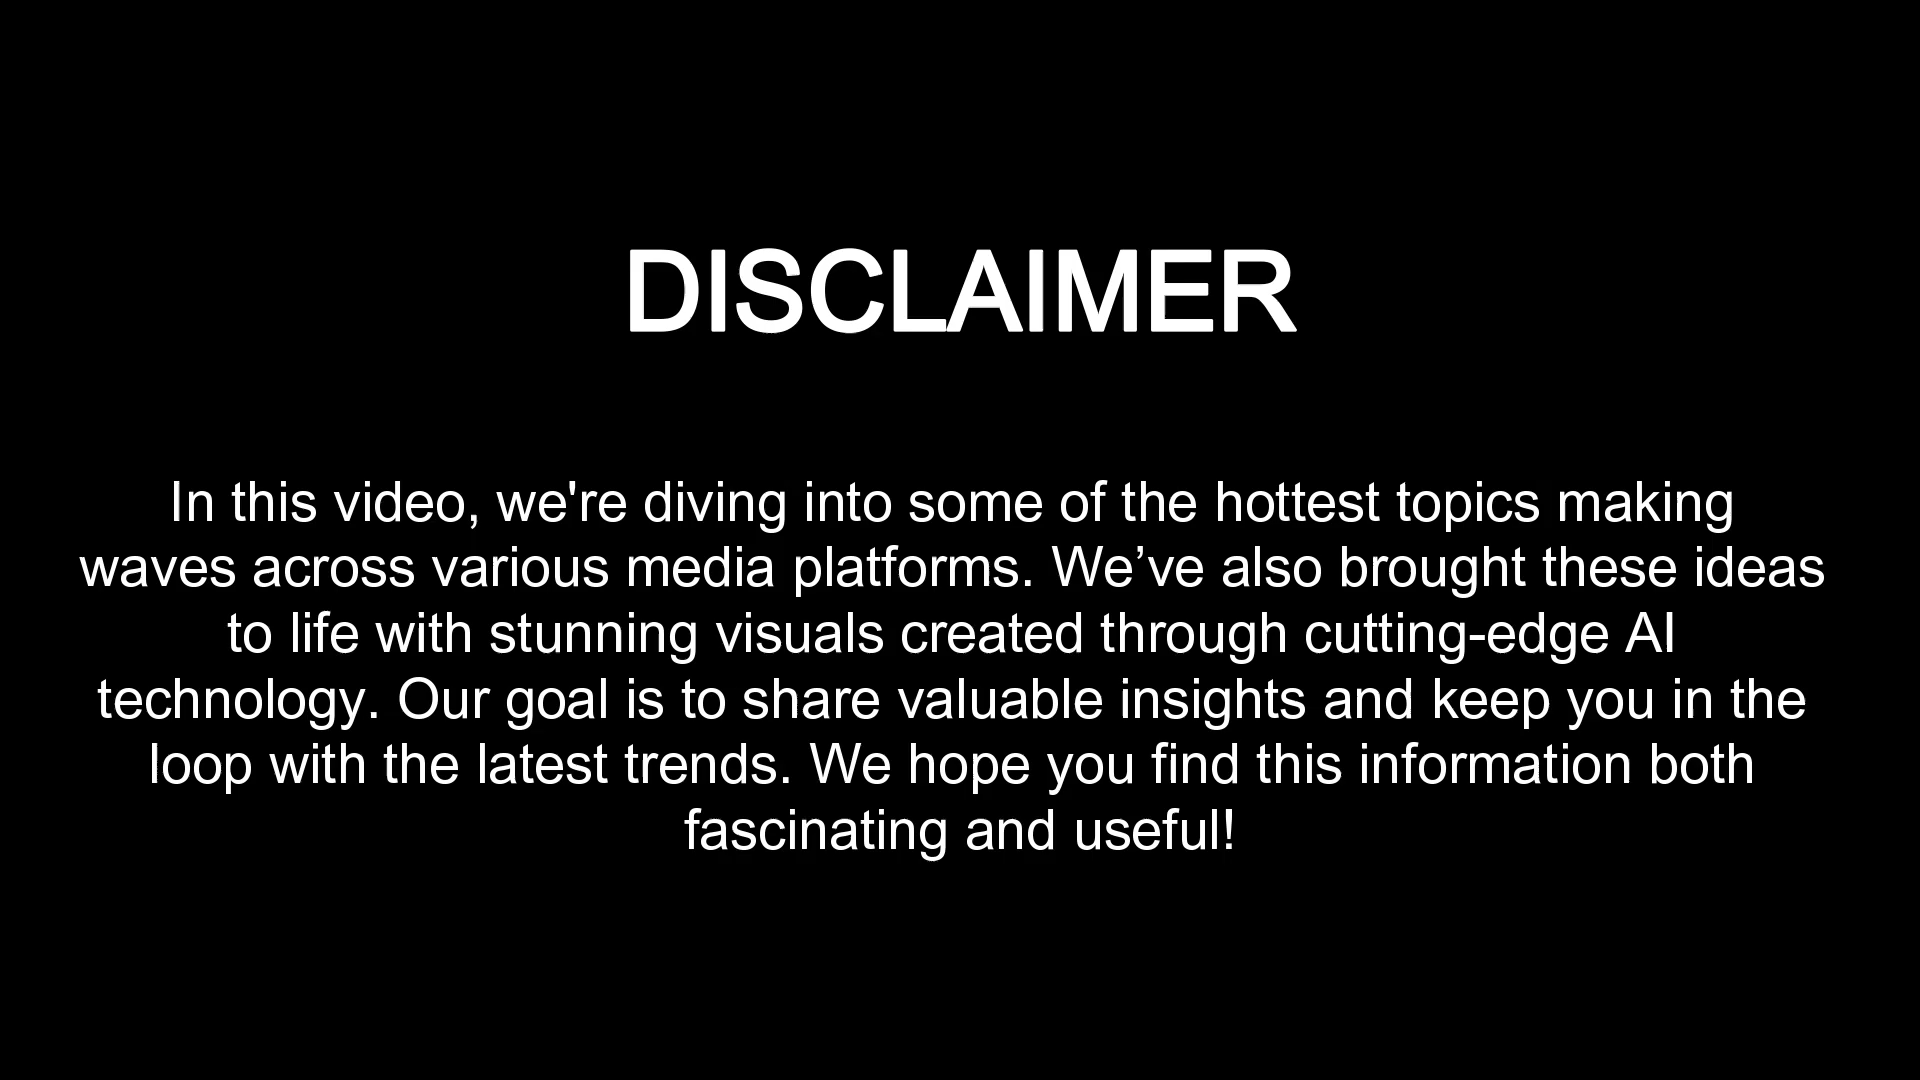 DISCLAIMER
In this video, we're diving into some of the hottest topics making
waves across various media platforms. We’ve also brought these ideas
to life with stunning visuals created through cutting-edge AI
technology. Our goal is to share valuable insights and keep you in the
loop with the latest trends. We hope you find this information both
fascinating and useful!